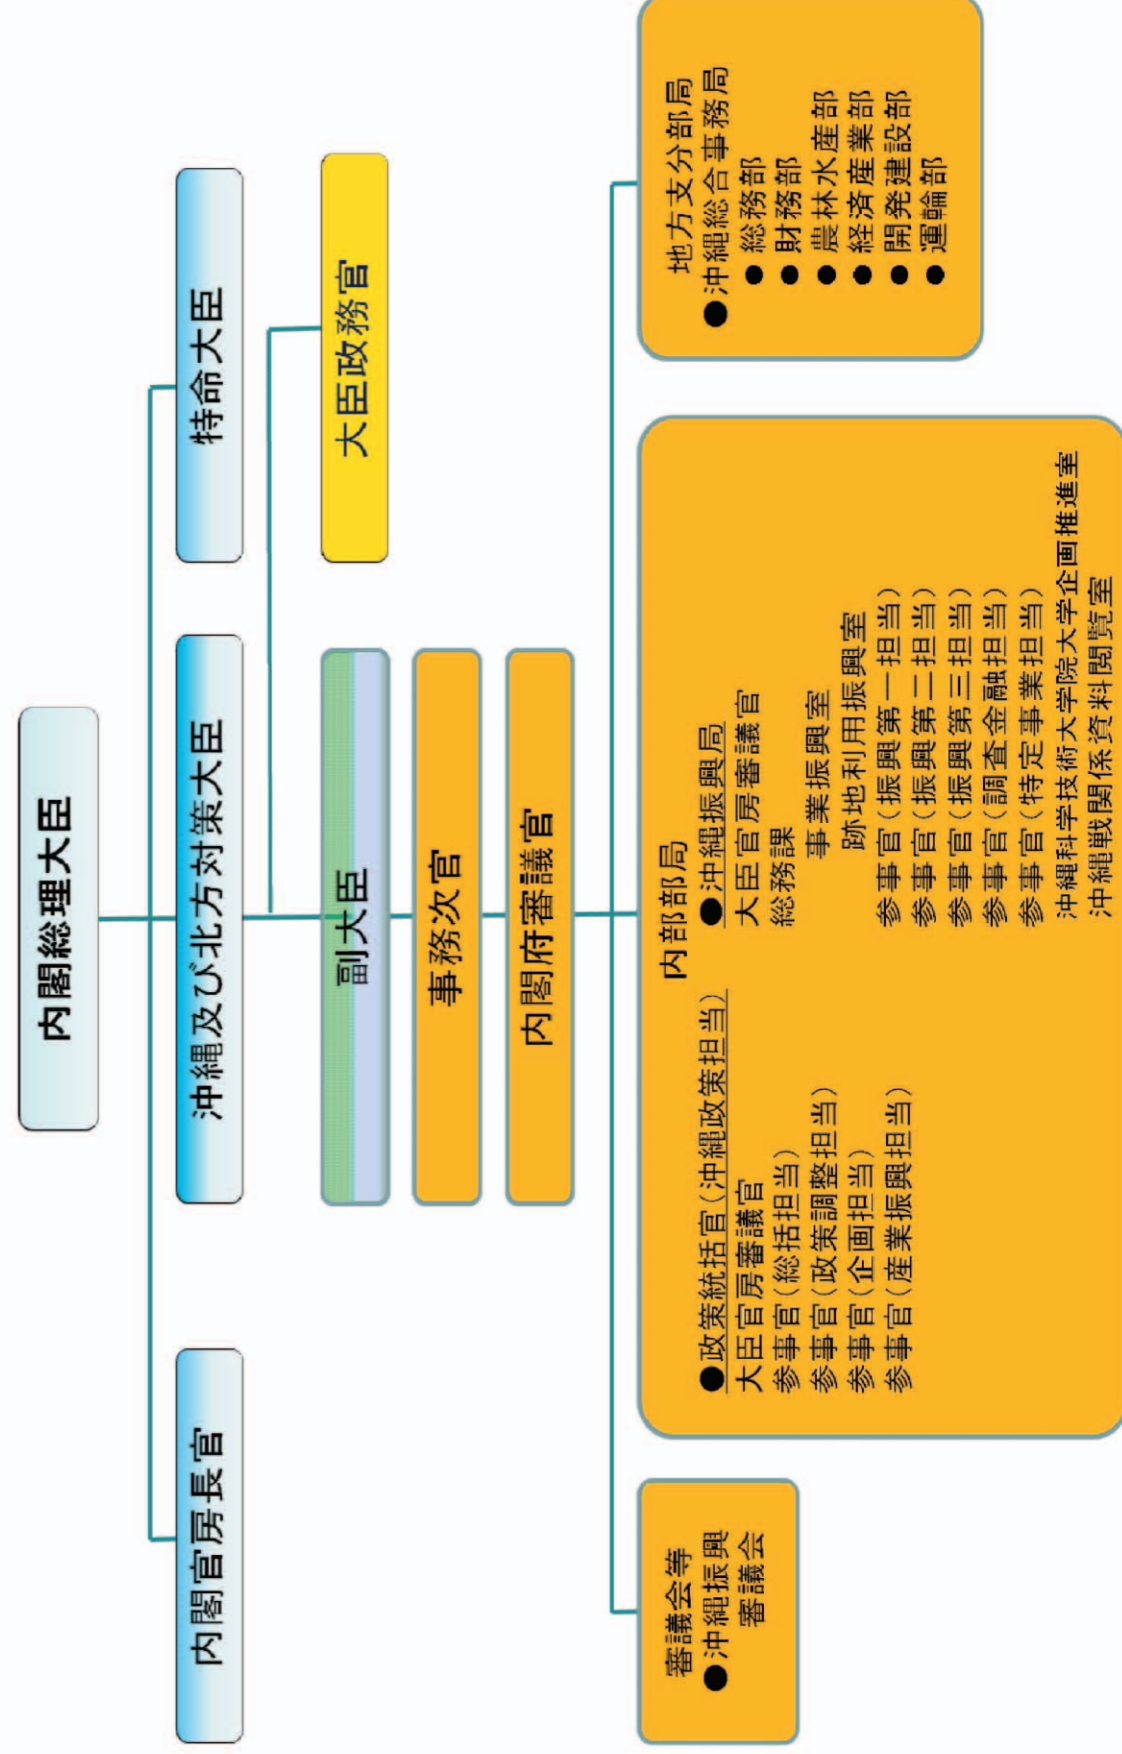 内閣総理大臣
内閣官房長官
沖縄及び北方対策大臣
特命大臣
副大臣
大臣政務官
事務次官
内閣府審議官
審議会等
●沖縄振興
審議会
内部部局
●政策統括官(沖縄政策担当)
大臣官房審議官
参事官(総括担当)
参事官(政策調整担当)
参事官(企画担当)
参事官(産業振興担当)
●沖縄振興局
大臣官房審議官
総務課
事業振興室
跡地利用振興室
参事官(振興第一担当)
参事官(振興第二担当)
参事官(振興第三担当)
参事官(調査金融担当)
参事官(特定事業担当)
沖縄科学技術大学院大学企画推進室
沖縄戦関係資料閲覧室
地方支分部局
●沖縄総合事務局
●総務部
●財務部
●農林水産部
●経済産業部
●開発建設部
●運輸部